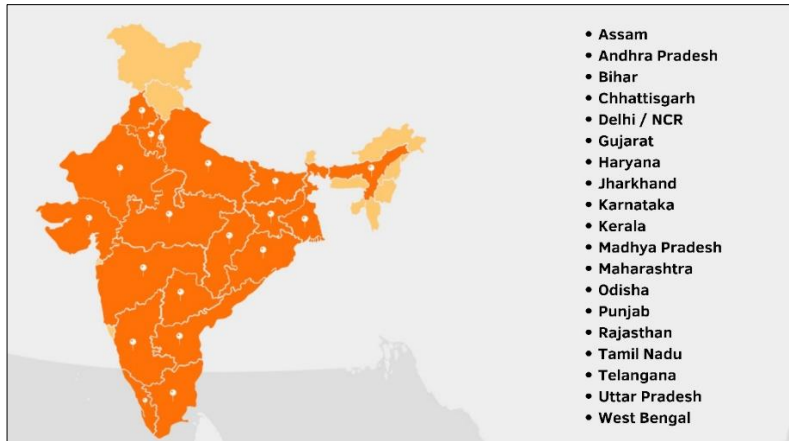 • Assam
• Andhra Pradesh
• Bihar
• Chhattisgarh
• Delhi / NCR
• Gujarat
• Haryana
• Jharkhand
• Karnataka
• Kerala
• Madhya Pradesh
• Maharashtra
• Odisha
• Punjab
• Rajasthan
• Tamil Nadu
• Telangana
• Uttar Pradesh
• West Bengal